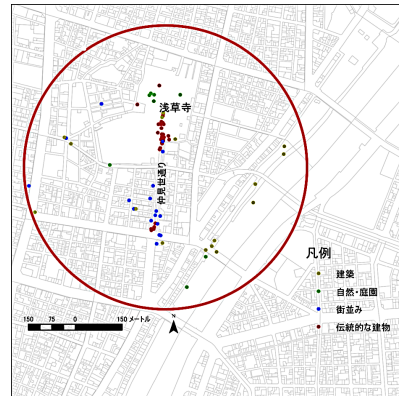 浅草寺
仲見世通り
凡例
建築
自然・庭園
街並み
伝統的な建物
150 75 0 150 メートル
N